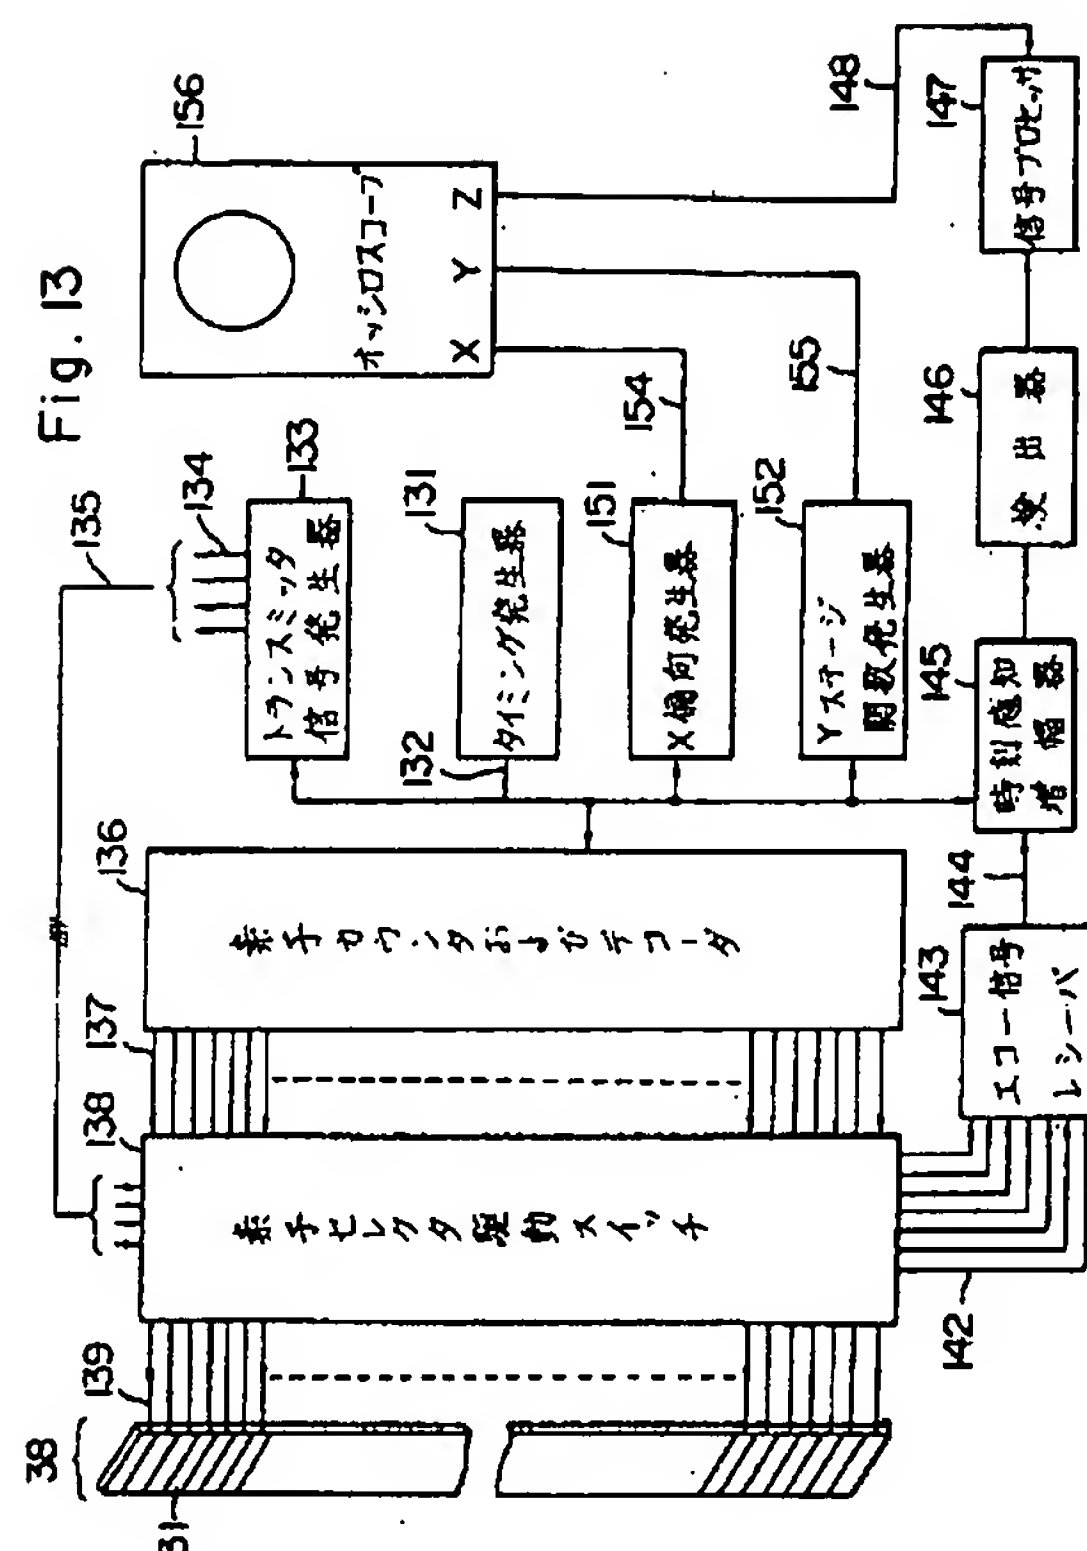 Fig. 13
156
オッシロスコープ
X Y Z
148
147
信号プロセッサ
135
134
133
トランスミッタ
信号発生器
131
132
タイミング発生器
151
X偏向発生器
154
152
Yステージ
関数発生器
155
146
検出器
145
時刻感知
増幅器
144
136
素子カウンタおよびデコーダ
137
143
エコー信号
レシーバ
138
素子セレクタ駆動スイッチ
142
139
38
31